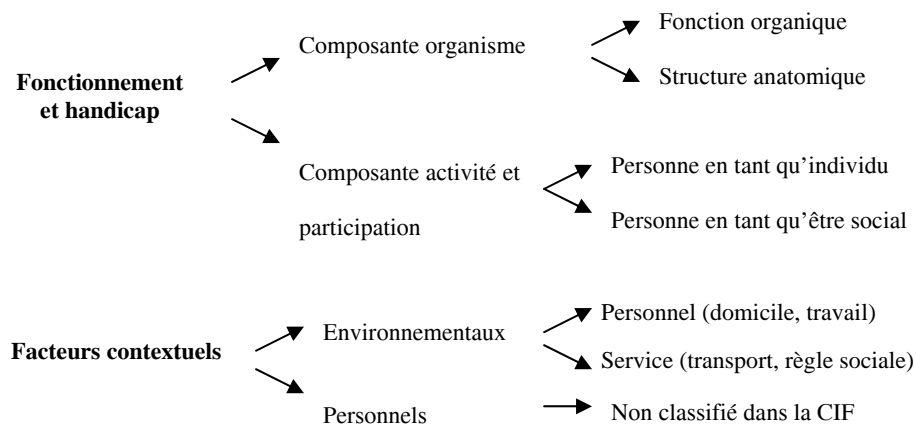 Fonction organique
Composante organisme
Structure anatomique
Fonctionnement
et handicap
Composante activité et
participation
Personne en tant qu’individu
Personne en tant qu’être social
Personnel (domicile, travail)
Environnementaux
Facteurs contextuels
Service (transport, règle sociale)
Personnels
Non classifié dans la CIF